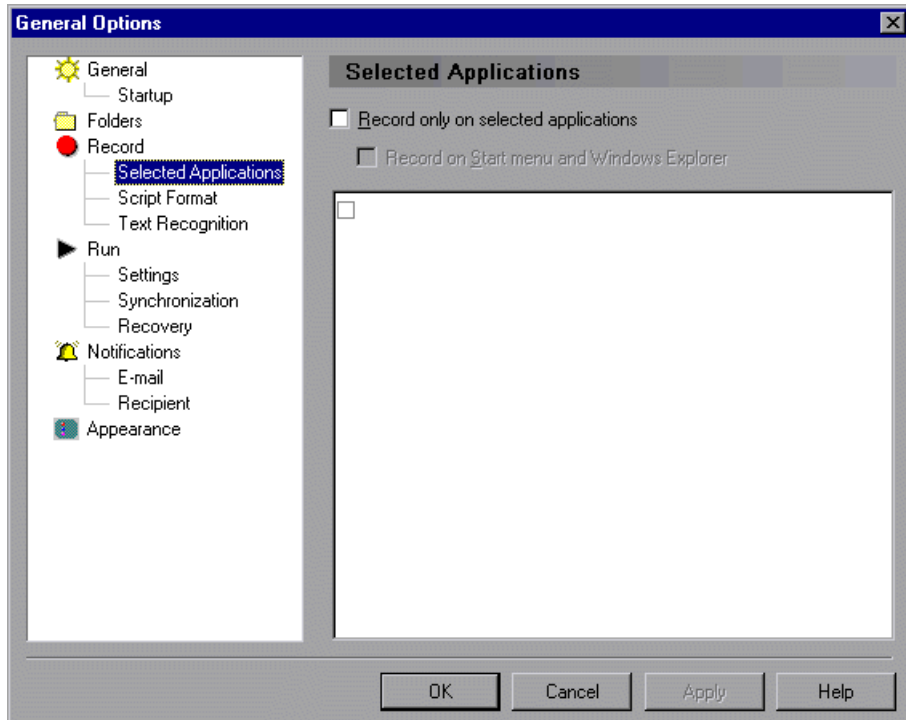 General Options
General
Startup
Folders
Record
Selected Applications
Script Format
Text Recognition
Run
Settings
Synchronization
Recovery
Notifications
E-mail
Recipient
Appearance
Selected Applications
Record only on selected applications
Record on Start menu and Windows Explorer
OK
Cancel
Apply
Help